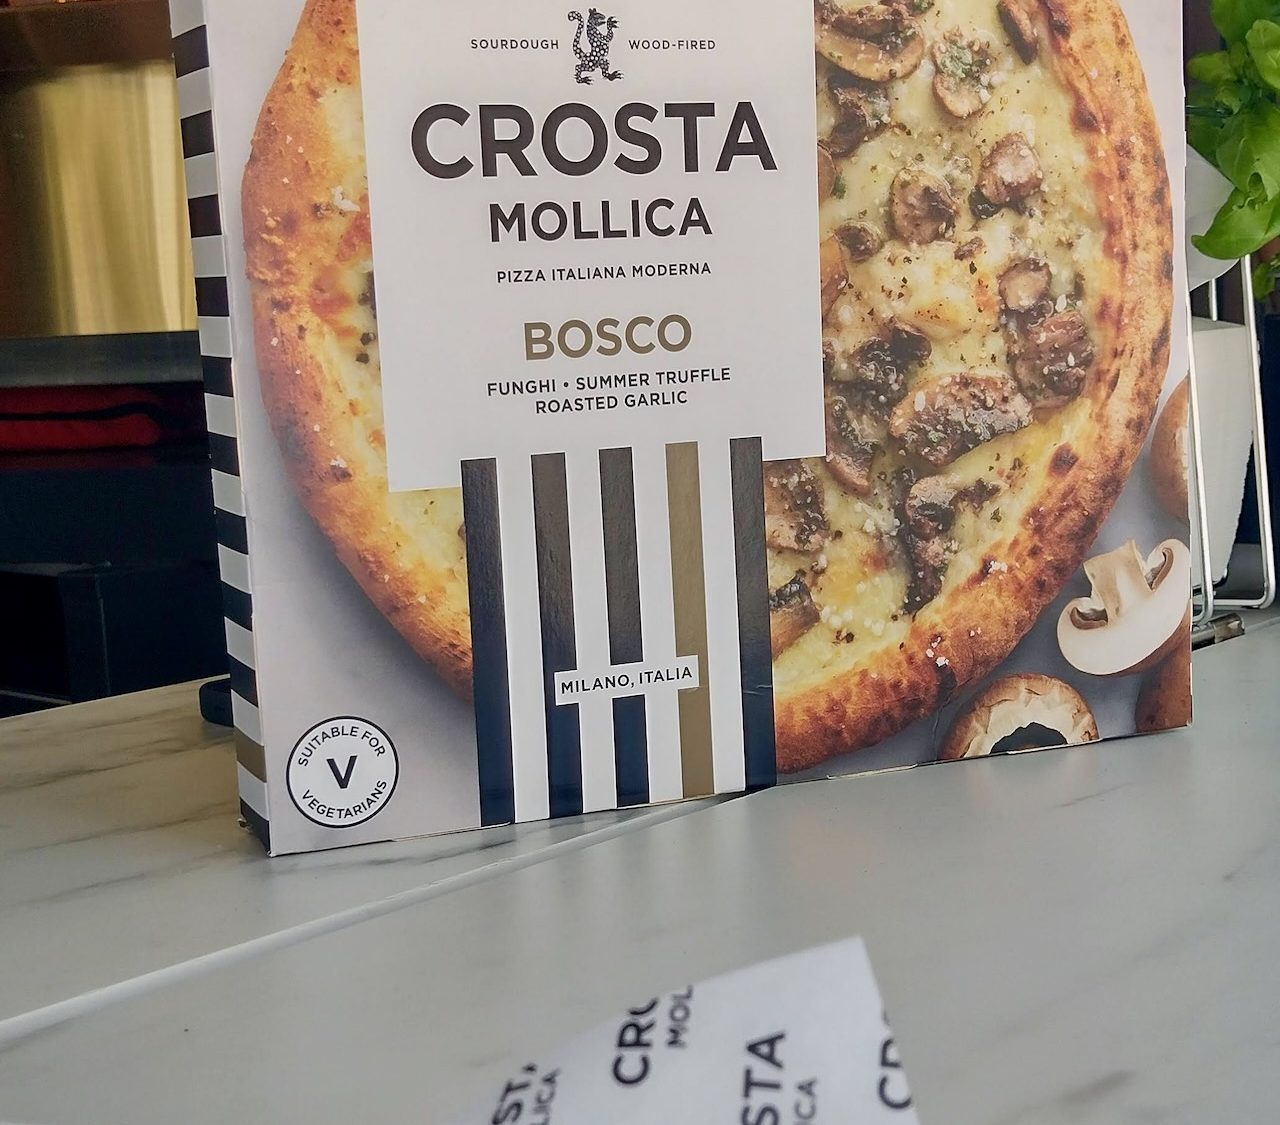 SOURDOUGH WOOD-FIRED
CROSTA
MOLLICA
PIZZA ITALIANA MODERNA
BOSCO
FUNGHI • SUMMER TRUFFLE
ROASTED GARLIC
MILANO, ITALIA
SUITABLE FOR
V
VEGETARIANS